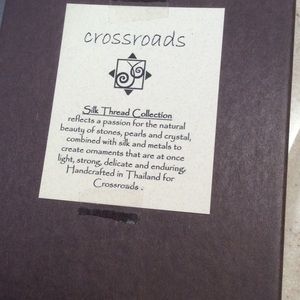 crossroads
Silk Thread Collection
reflects a passion for the natural
beauty of stones, pearls and crystal,
combined with silk and metals to
create ornaments that are at once
light, strong, delicate and enduring.
Handcrafted in Thailand for
Crossroads.